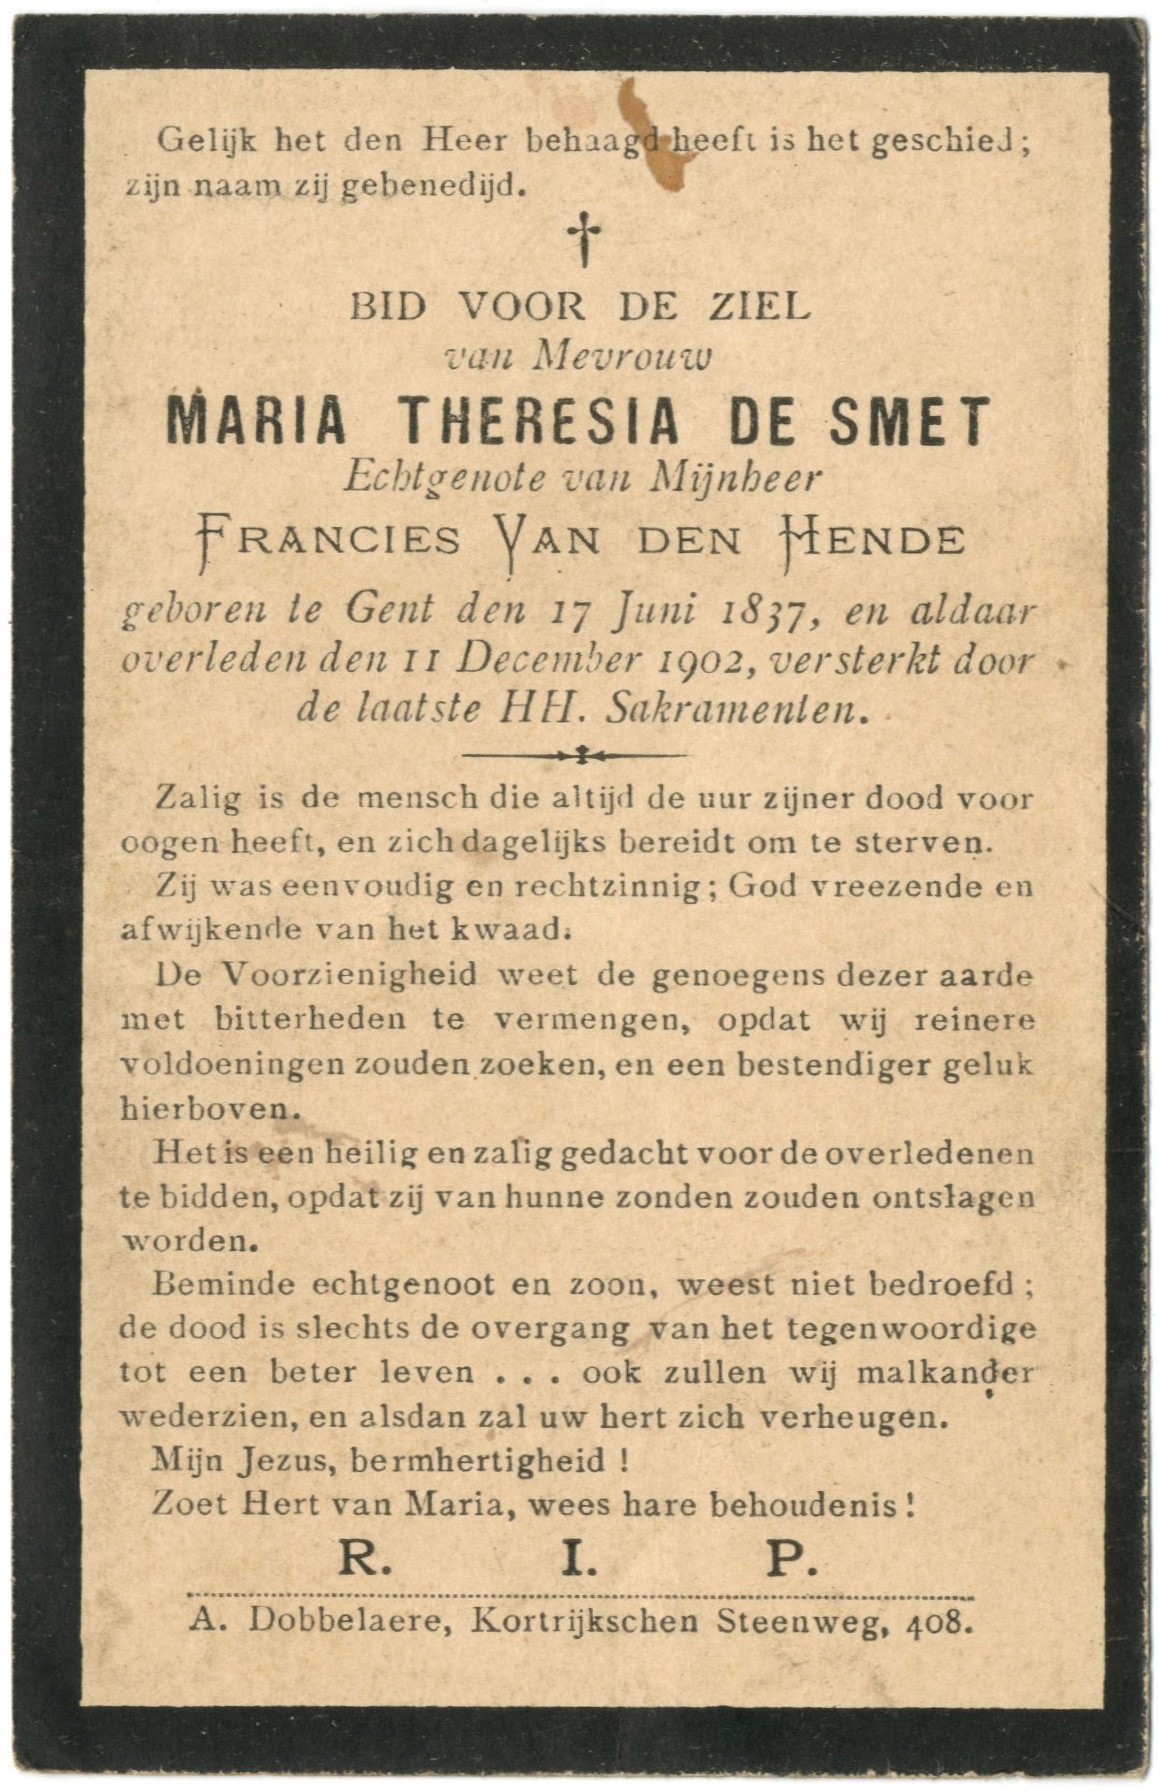 Gelijk het den Heer behaagd heeft is het geschied;
zijn naam zij gebenedijd.
†
BID VOOR DE ZIEL
van Mevrouw
MARIA THERESIA DE SMET
Echtgenote van Mijnheer
FRANCIES VAN DEN HENDE
geboren te Gent den 17 Juni 1837, en aldaar
overleden den 11 December 1902, versterkt door
de laatste HH. Sakramenten.
Zalig is de mensch die altijd de uur zijner dood voor
oogen heeft, en zich dagelijks bereidt om te sterven.
Zij was eenvoudig en rechtzinnig; God vreezende en
afwijkende van het kwaad.
De Voorzienigheid weet de genoegens dezer aarde
met bitterheden te vermengen, opdat wij reinere
voldoeningen zouden zoeken, en een bestendiger geluk
hierboven.
Het is een heilig en zalig gedacht voor de overledenen
te bidden, opdat zij van hunne zonden zouden ontslagen
worden.
Beminde echtgenoot en zoon, weest niet bedroefd;
de dood is slechts de overgang van het tegenwoordige
tot een beter leven ... ook zullen wij malkander
wederzien, en alsdan zal uw hert zich verheugen.
Mijn Jezus, bermhertigheid !
Zoet Hert van Maria, wees hare behoudenis !
R. I. P.
A. Dobbelaere, Kortrijkschen Steenweg, 408.